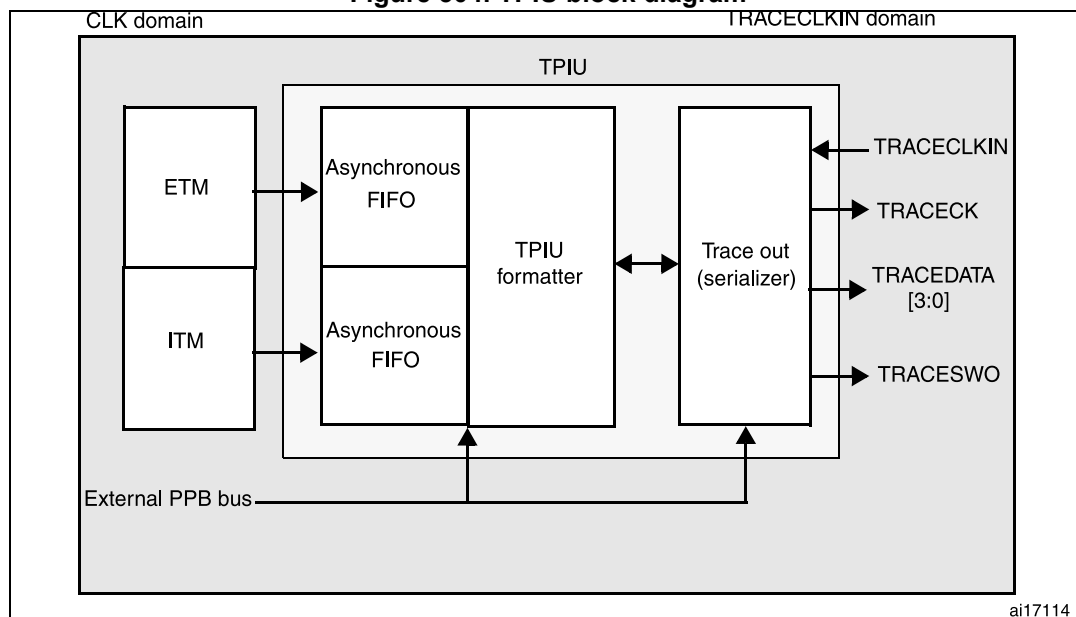 CLK domain
TRACECLKIN domain
TPIU
ETM
Asynchronous
FIFO
TPIU
formatter
Trace out
(serializer)
TRACECLKIN
TRACECK
TRACEDATA
[3:0]
TRACESWO
ITM
Asynchronous
FIFO
External PPB bus
ai17114